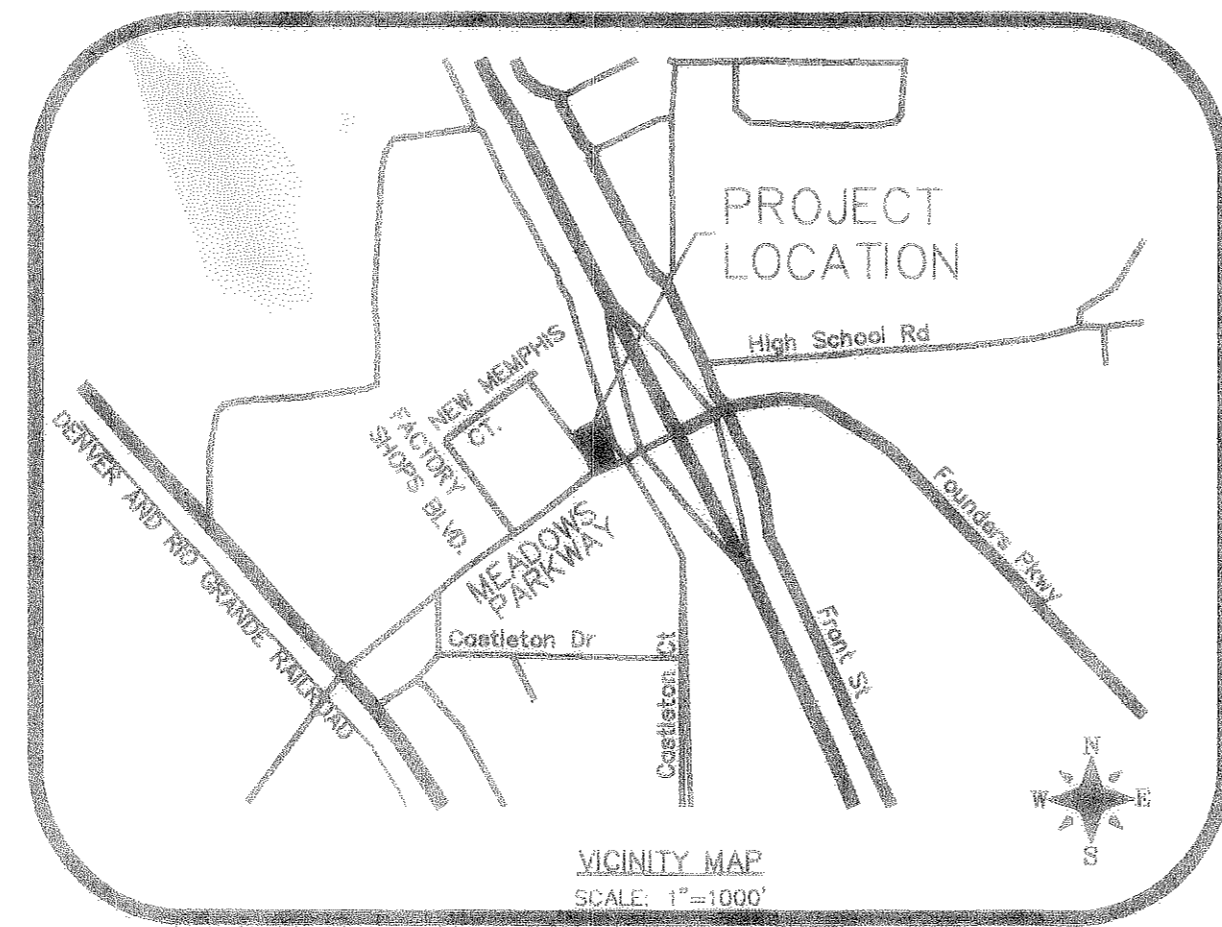 PROJECT
LOCATION
High School Rd
NEW MEMPHIS
CT.
FACTORY
SHOPS BLVD.
DENVER AND RIO GRANDE RAILROAD
MEADOWS
PARKWAY
Founders Pkwy
Castleton Dr
Castleton Ct
Front St
N
W E
S
VICINITY MAP
SCALE: 1"=1000'